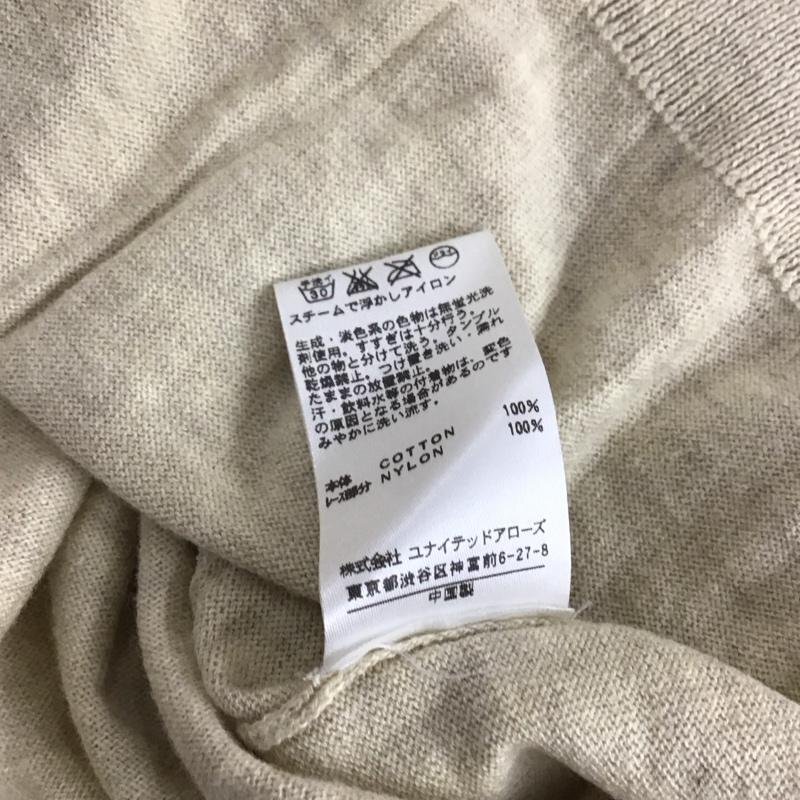 手洗イ
30
スチームで浮かしアイロン
生成・淡色系の色物は無蛍光洗
剤使用。すすぎは十分行う。
他の物と分けて洗う。タンブル
乾燥禁止。つけ置き洗い・濡れ
たままの放置禁止。
汗・飲料水等の付着物は、変色
の原因となる場合があるのです
みやかに洗い流す。
本体 COTTON 100%
レース部分 NYLON 100%
株式会社 ユナイテッドアローズ
東京都渋谷区神宮前6-27-8
中国製